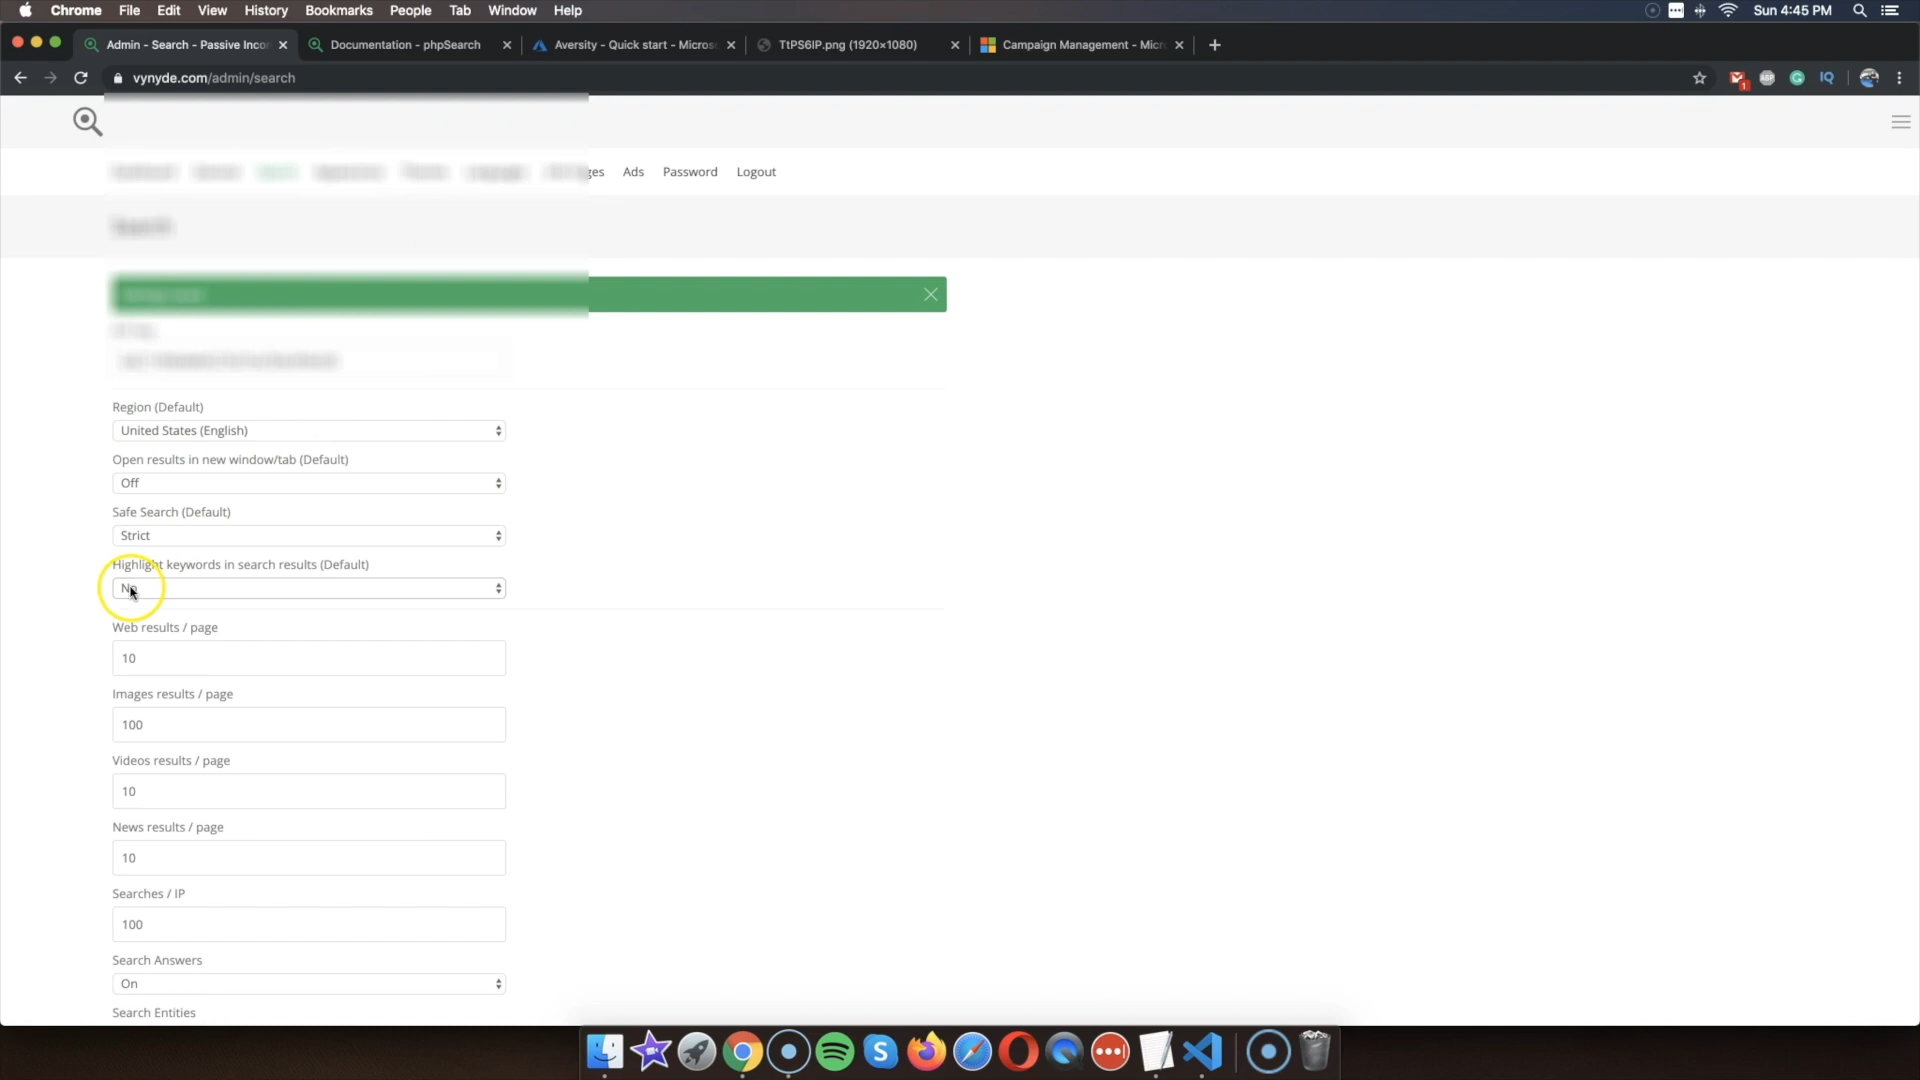 Chrome File Edit View History Bookmarks People Tab Window Help Sun 4:45 PM
Admin - Search - Passive Inco Documentation - phpSearch Aversity - Quick start - Micros TtPS6IP.png (1920×1080) Campaign Management - Micr
vynyde.com/admin/search
Ads Password Logout
Region (Default)
United States (English)
Open results in new window/tab (Default)
Off
Safe Search (Default)
Strict
Highlight keywords in search results (Default)
No
Web results / page
10
Images results / page
100
Videos results / page
10
News results / page
10
Searches / IP
100
Search Answers
On
Search Entities